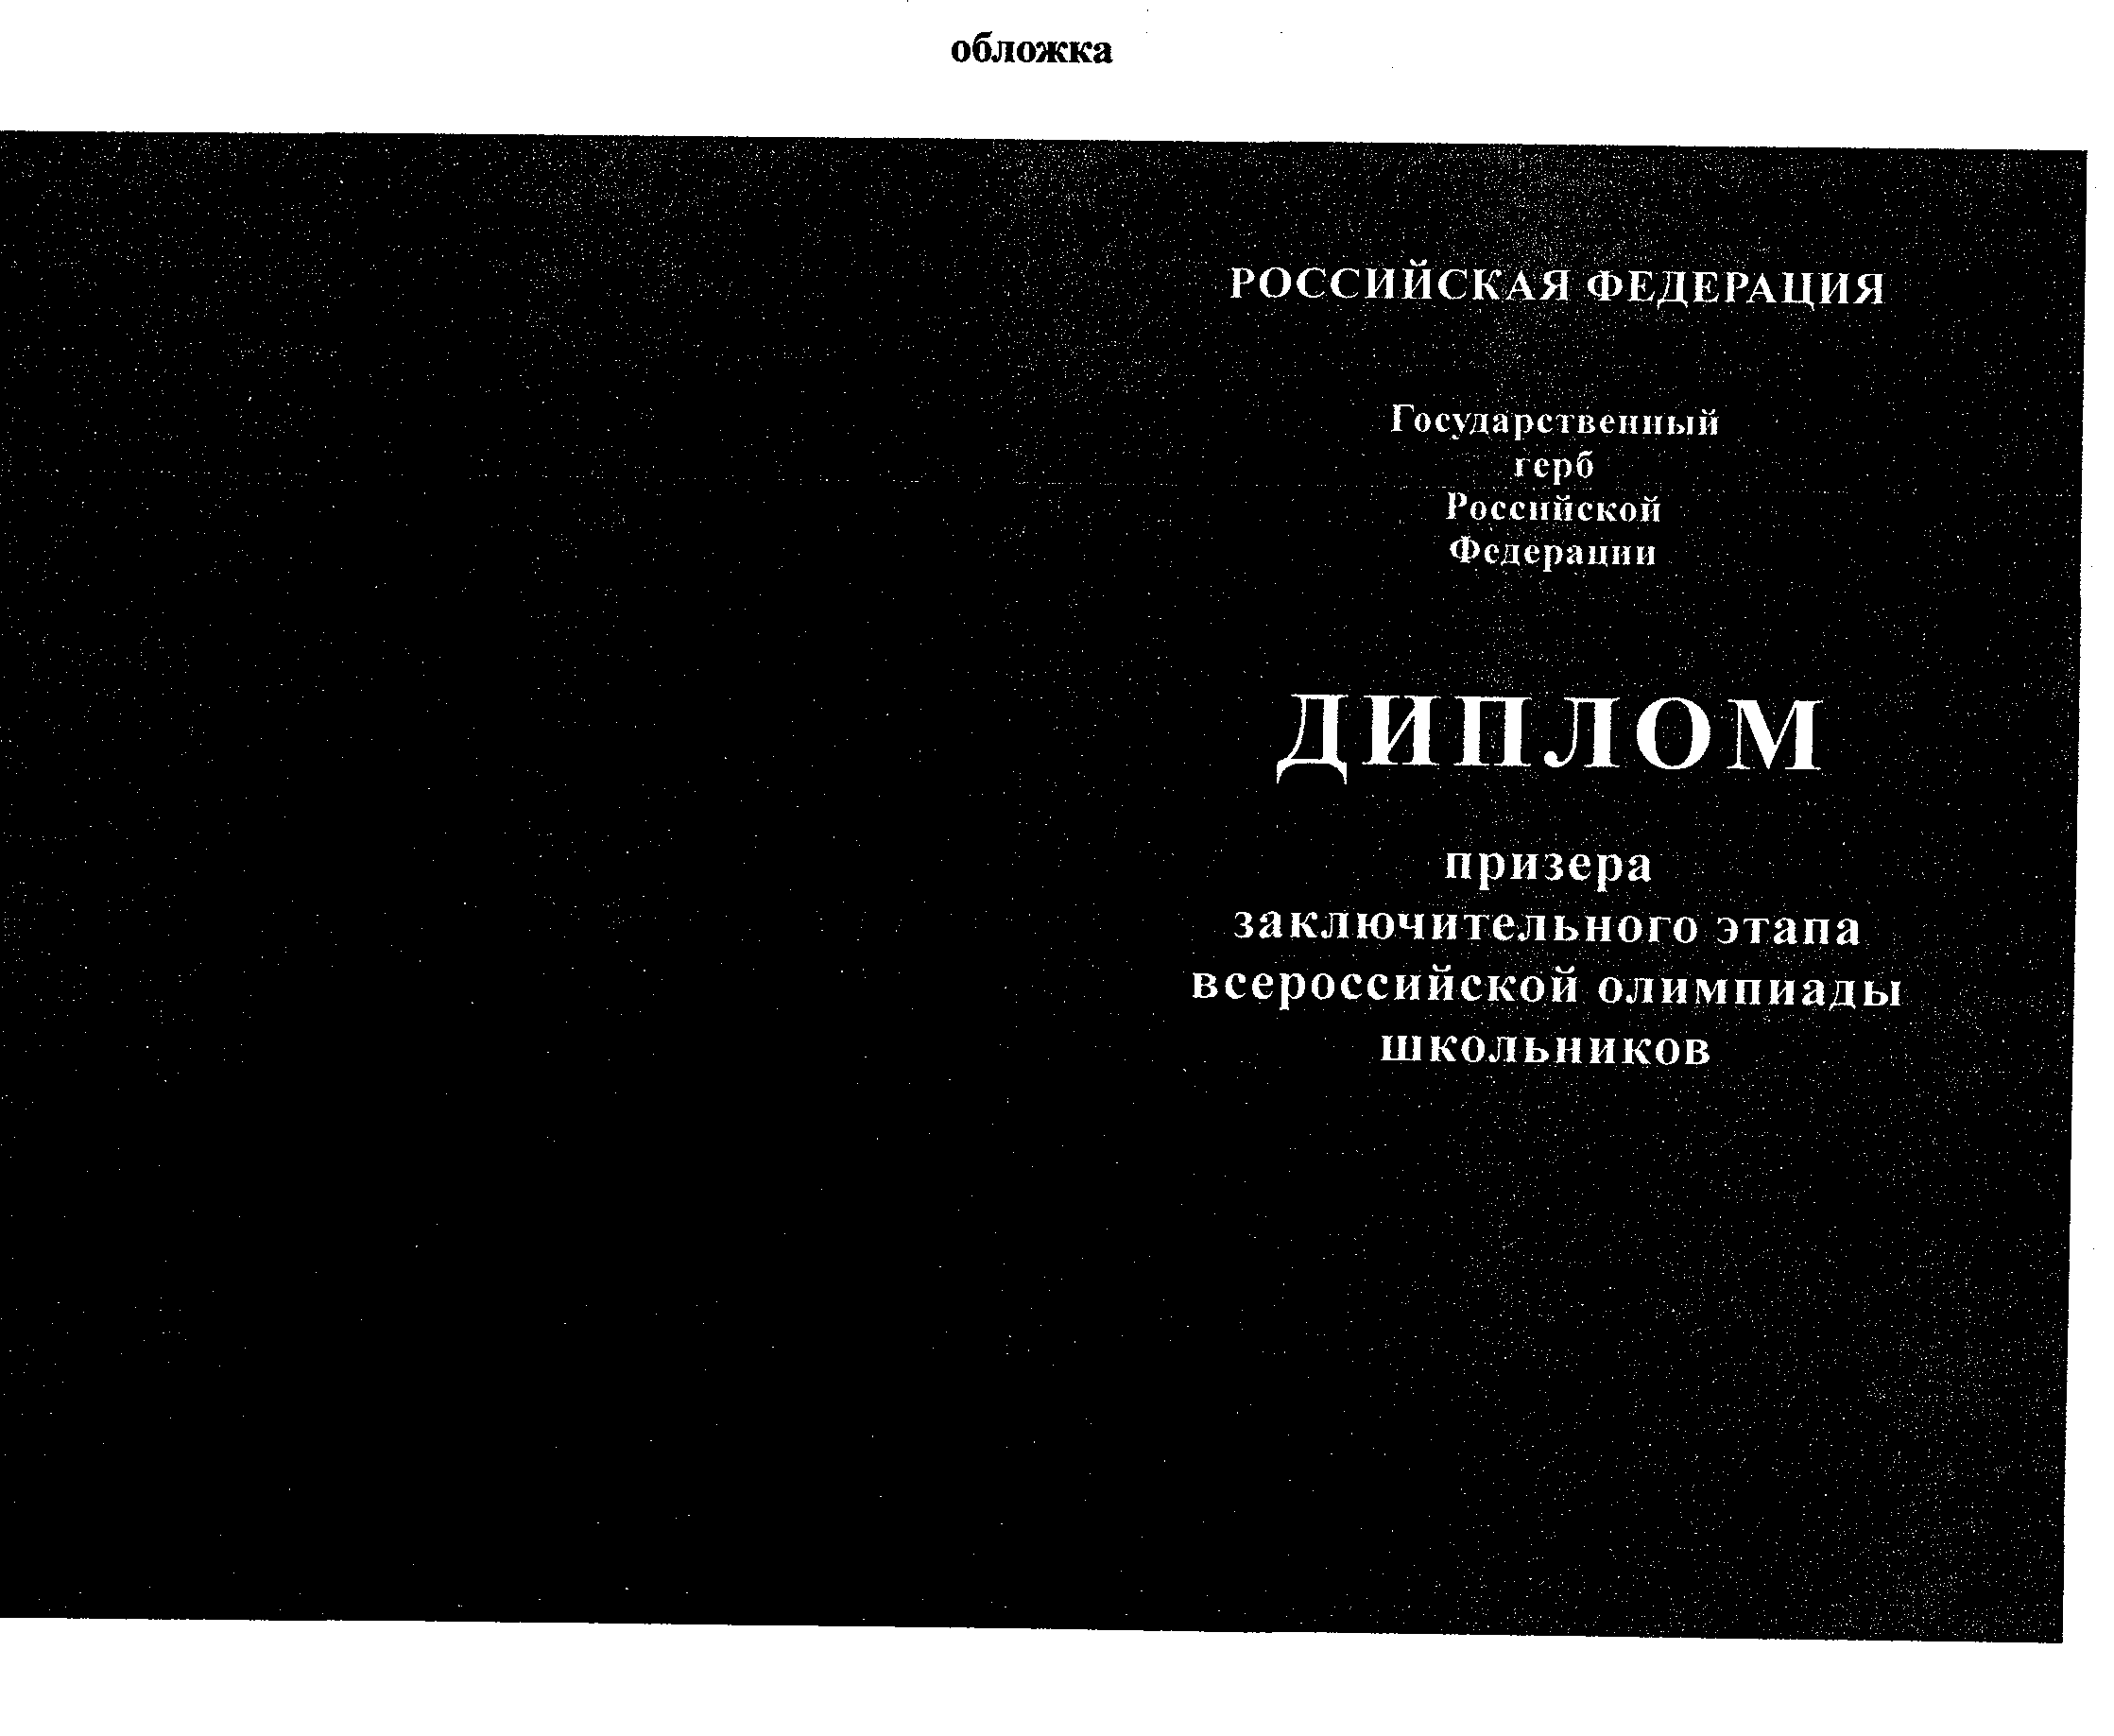 обложка
РОССИЙСКАЯ ФЕДЕРАЦИЯ
Государственный
герб
Российской
Федерации
ДИПЛОМ
призера
заключительного этапа
всероссийской олимпиады
школьников